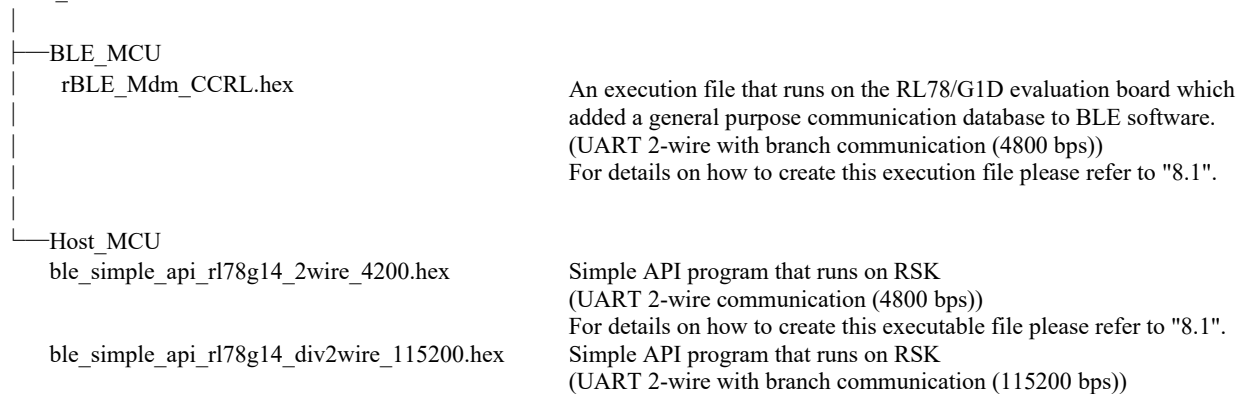 BLE_MCU
rBLE_Mdm_CCRL.hex An execution file that runs on the RL78/G1D evaluation board which
added a general purpose communication database to BLE software.
(UART 2-wire with branch communication (4800 bps))
For details on how to create this execution file please refer to "8.1".
Host_MCU
ble_simple_api_rl78g14_2wire_4200.hex Simple API program that runs on RSK
(UART 2-wire communication (4800 bps))
For details on how to create this executable file please refer to "8.1".
ble_simple_api_rl78g14_div2wire_115200.hex Simple API program that runs on RSK
(UART 2-wire with branch communication (115200 bps))